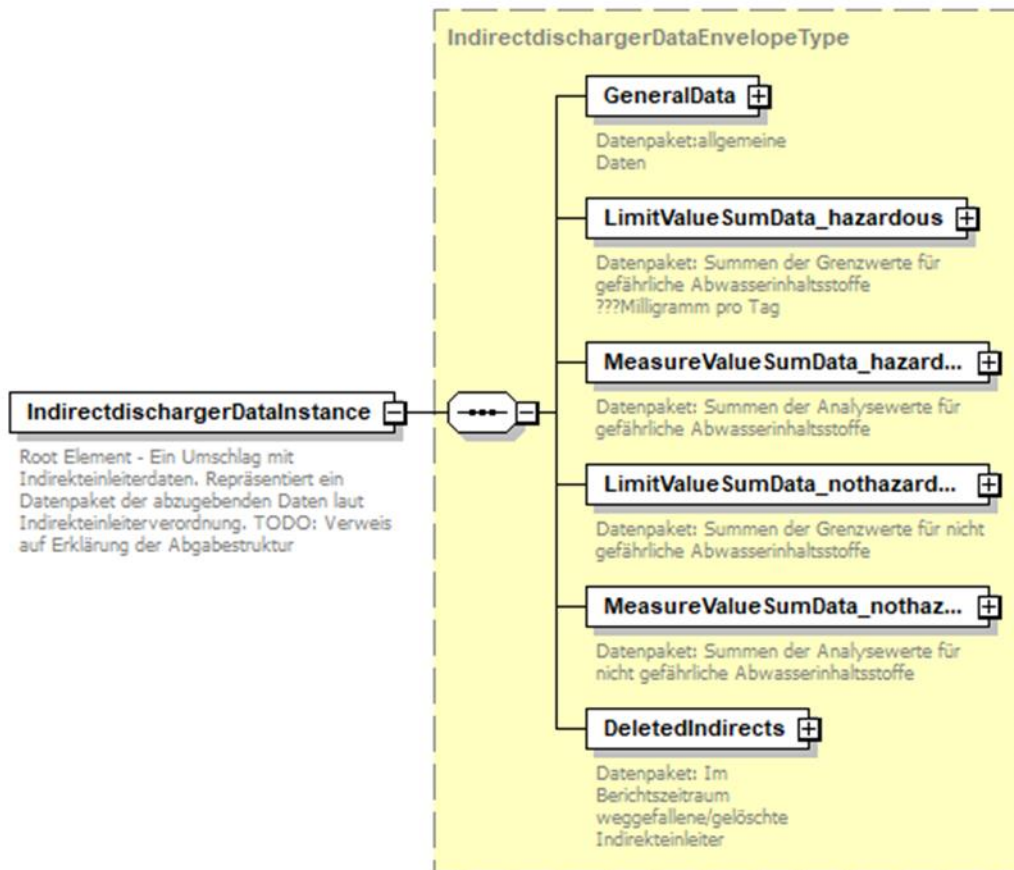 IndirectdischargerDataEnvelopeType
GeneralData
Datenpaket:allgemeine
Daten
LimitValueSumData_hazardous
Datenpaket: Summen der Grenzwerte für
gefährliche Abwasserinhaltsstoffe
???Milligramm pro Tag
MeasureValueSumData_hazard...
Datenpaket: Summen der Analysewerte für
gefährliche Abwasserinhaltsstoffe
IndirectdischargerDataInstance
Root Element - Ein Umschlag mit
Indirekteinleiterdaten. Repräsentiert ein
Datenpaket der abzugebenden Daten laut
Indirekteinleiterverordnung. TODO: Verweis
auf Erklärung der Abgabestruktur
LimitValueSumData_nothazard...
Datenpaket: Summen der Grenzwerte für nicht
gefährliche Abwasserinhaltsstoffe
MeasureValueSumData_nothaz...
Datenpaket: Summen der Analysewerte für
nicht gefährliche Abwasserinhaltsstoffe
DeletedIndirects
Datenpaket: Im
Berichtszeitraum
weggefallene/gelöschte
Indirekteinleiter